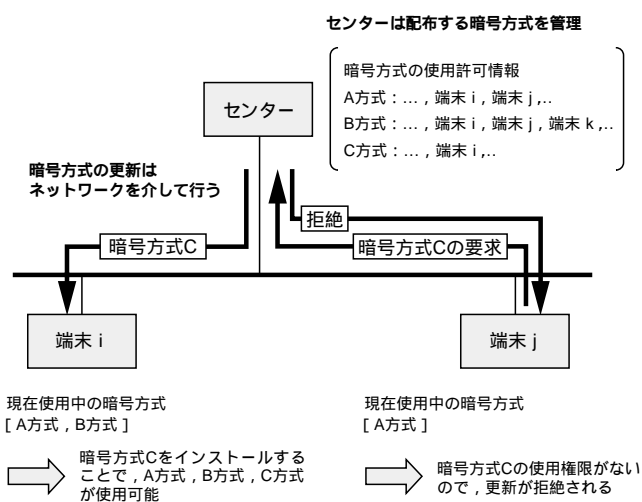 センターは配布する暗号方式を管理
暗号方式の使用許可情報
A方式：…，端末 i，端末 j,..
B方式：…，端末 i，端末 j，端末 k,..
C方式：…，端末 i,..
センター
暗号方式の更新は
ネットワークを介して行う
拒絶
暗号方式C
暗号方式Cの要求
端末 i
端末 j
現在使用中の暗号方式
[ A方式，B方式 ]
暗号方式Cをインストールする
ことで，A方式，B方式，C方式
が使用可能
現在使用中の暗号方式
[ A方式 ]
暗号方式Cの使用権限がない
ので，更新が拒絶される